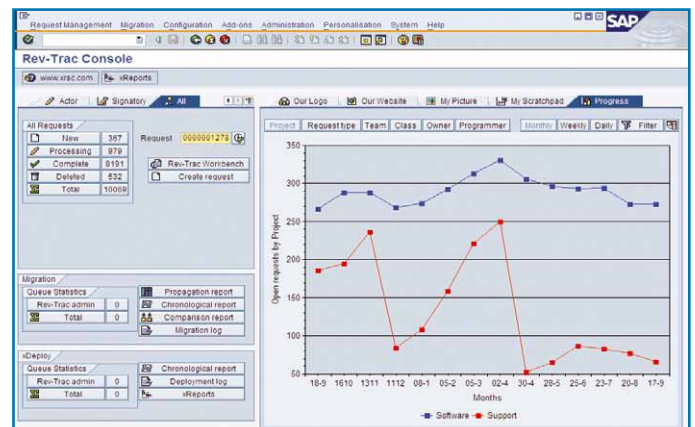 Request Management Migration Configuration Add-ons Administration Personalisation System Help
SAP
Rev-Trac Console
www.xrsc.com xReports
Actor Signatory All
Our Logo Our Website My Picture My Scratchpad Progress
All Requests
New 367
Processing 979
Complete 8191
Deleted 532
Total 10069
Request 0000001278
Rev-Trac Workbench
Create request
Project Request type Team Class Owner Programmer Monthly Weekly Daily Filter
Migration
Queue Statistics
Rev-Trac admin 0
Total 0
Propagation report
Chronological report
Comparison report
Migration log
xDeploy
Queue Statistics
Rev-Trac admin 0
Total 0
Chronological report
Deployment log
xReports
Open requests by Project
350
300
250
200
150
100
50
18-9 1610 1311 1112 08-1 05-2 05-3 02-4 30-4 28-5 25-6 23-7 20-8 17-9
Months
Software Support